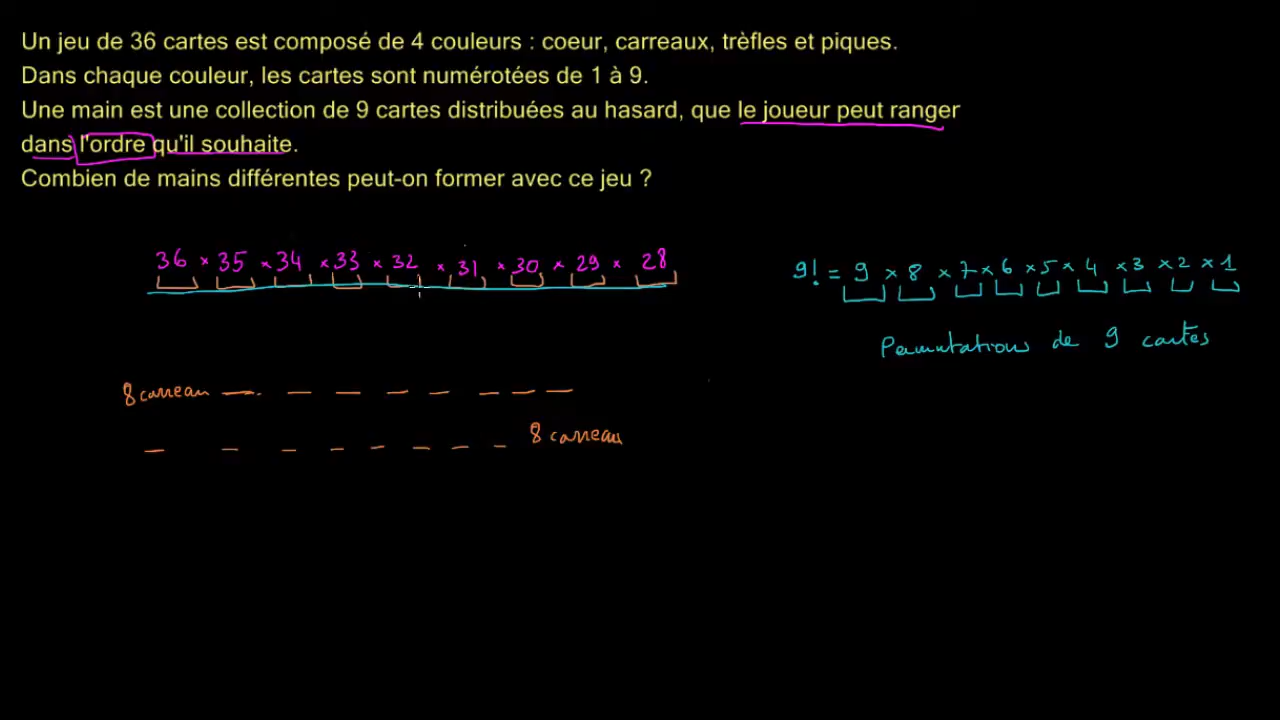 Un jeu de 36 cartes est composé de 4 couleurs : coeur, carreaux, trèfles et piques.
Dans chaque couleur, les cartes sont numérotées de 1 à 9.
Une main est une collection de 9 cartes distribuées au hasard, que le joueur peut ranger
dans l'ordre qu'il souhaite.
Combien de mains différentes peut-on former avec ce jeu ?
36 × 35 × 34 × 33 × 32 × 31 × 30 × 29 × 28
9! = 9 × 8 × 7 × 6 × 5 × 4 × 3 × 2 × 1
Permutations de 9 cartes
8 carreau
8 carreau